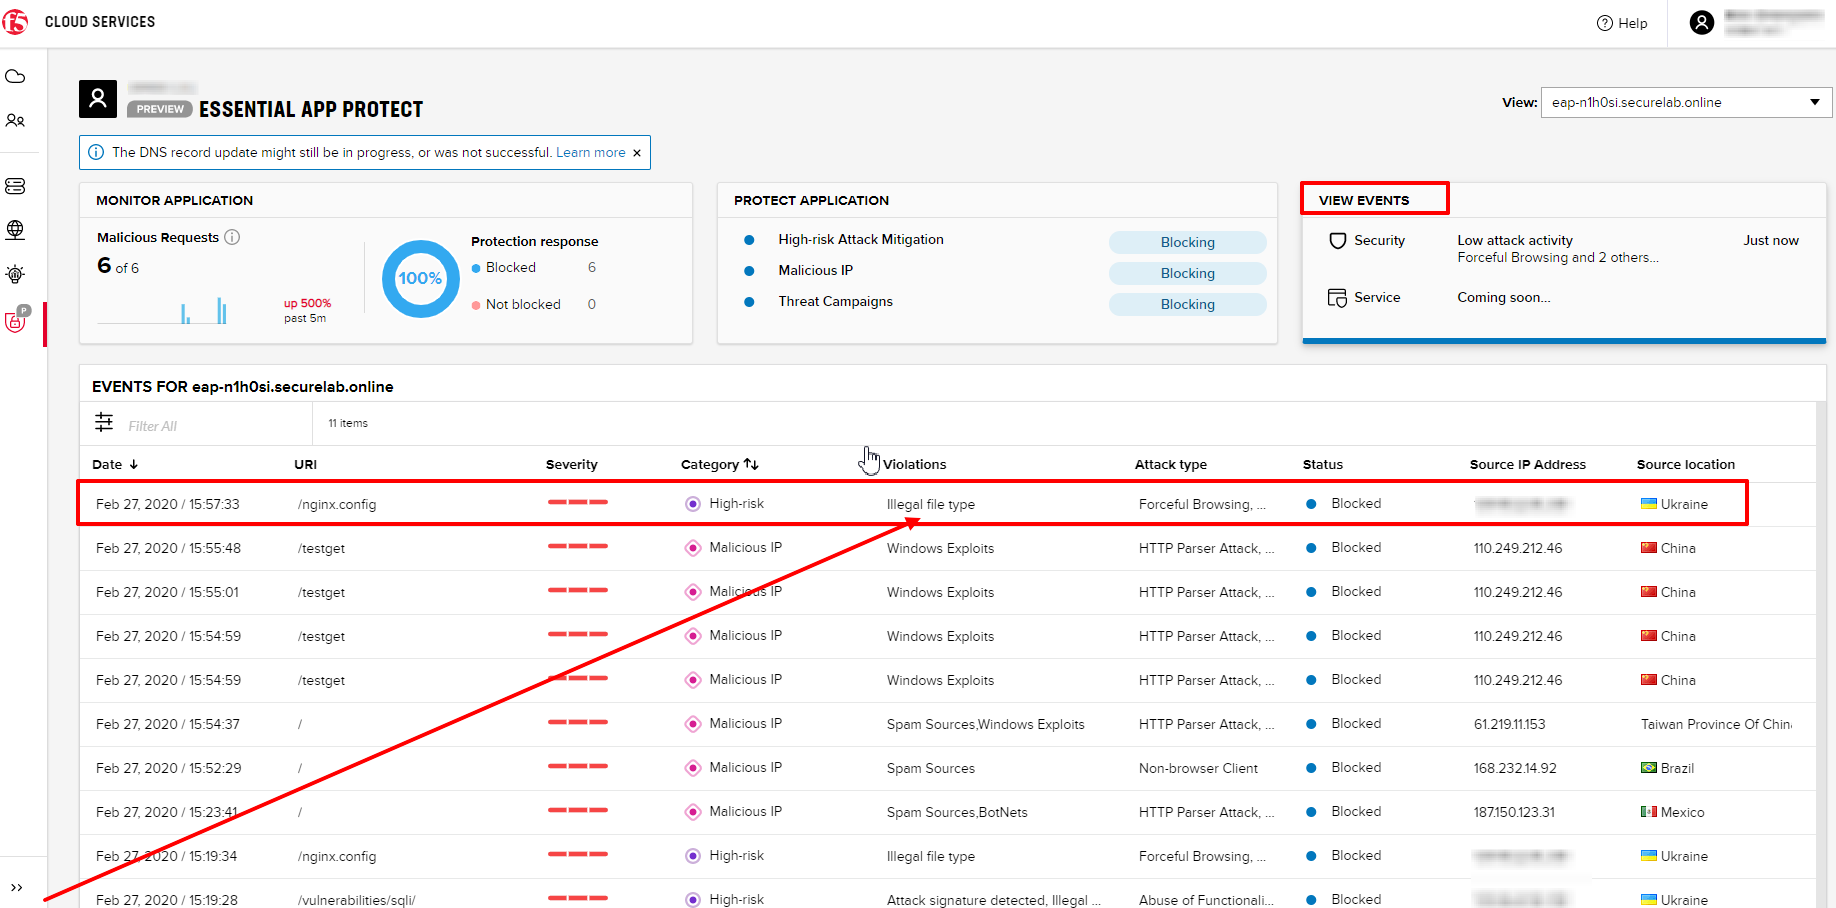 f5 CLOUD SERVICES
Help
PREVIEW ESSENTIAL APP PROTECT
View: eap-n1h0si.securelab.online
The DNS record update might still be in progress, or was not successful. Learn more ×
MONITOR APPLICATION
Malicious Requests
6 of 6
up 500%
past 5m
100%
Protection response
Blocked 6
Not blocked 0
PROTECT APPLICATION
High-risk Attack Mitigation Blocking
Malicious IP Blocking
Threat Campaigns Blocking
VIEW EVENTS
Security Low attack activity Just now
Forceful Browsing and 2 others...
Service Coming soon...
P
EVENTS FOR eap-n1h0si.securelab.online
Filter All 11 items
Date URI Severity Category Violations Attack type Status Source IP Address Source location
Feb 27, 2020 / 15:57:33 /nginx.config High-risk Illegal file type Forceful Browsing, ... Blocked Ukraine
Feb 27, 2020 / 15:55:48 /testget Malicious IP Windows Exploits HTTP Parser Attack, ... Blocked 110.249.212.46 China
Feb 27, 2020 / 15:55:01 /testget Malicious IP Windows Exploits HTTP Parser Attack, ... Blocked 110.249.212.46 China
Feb 27, 2020 / 15:54:59 /testget Malicious IP Windows Exploits HTTP Parser Attack, ... Blocked 110.249.212.46 China
Feb 27, 2020 / 15:54:59 /testget Malicious IP Windows Exploits HTTP Parser Attack, ... Blocked 110.249.212.46 China
Feb 27, 2020 / 15:54:37 / Malicious IP Spam Sources,Windows Exploits HTTP Parser Attack, ... Blocked 61.219.11.153 Taiwan Province Of China
Feb 27, 2020 / 15:52:29 / Malicious IP Spam Sources Non-browser Client Blocked 168.232.14.92 Brazil
Feb 27, 2020 / 15:23:41 / Malicious IP Spam Sources,BotNets HTTP Parser Attack, ... Blocked 187.150.123.31 Mexico
Feb 27, 2020 / 15:19:34 /nginx.config High-risk Illegal file type Forceful Browsing, ... Blocked Ukraine
Feb 27, 2020 / 15:19:28 /vulnerabilities/sqli/ High-risk Attack signature detected, Illegal ... Abuse of Functionali... Blocked Ukraine